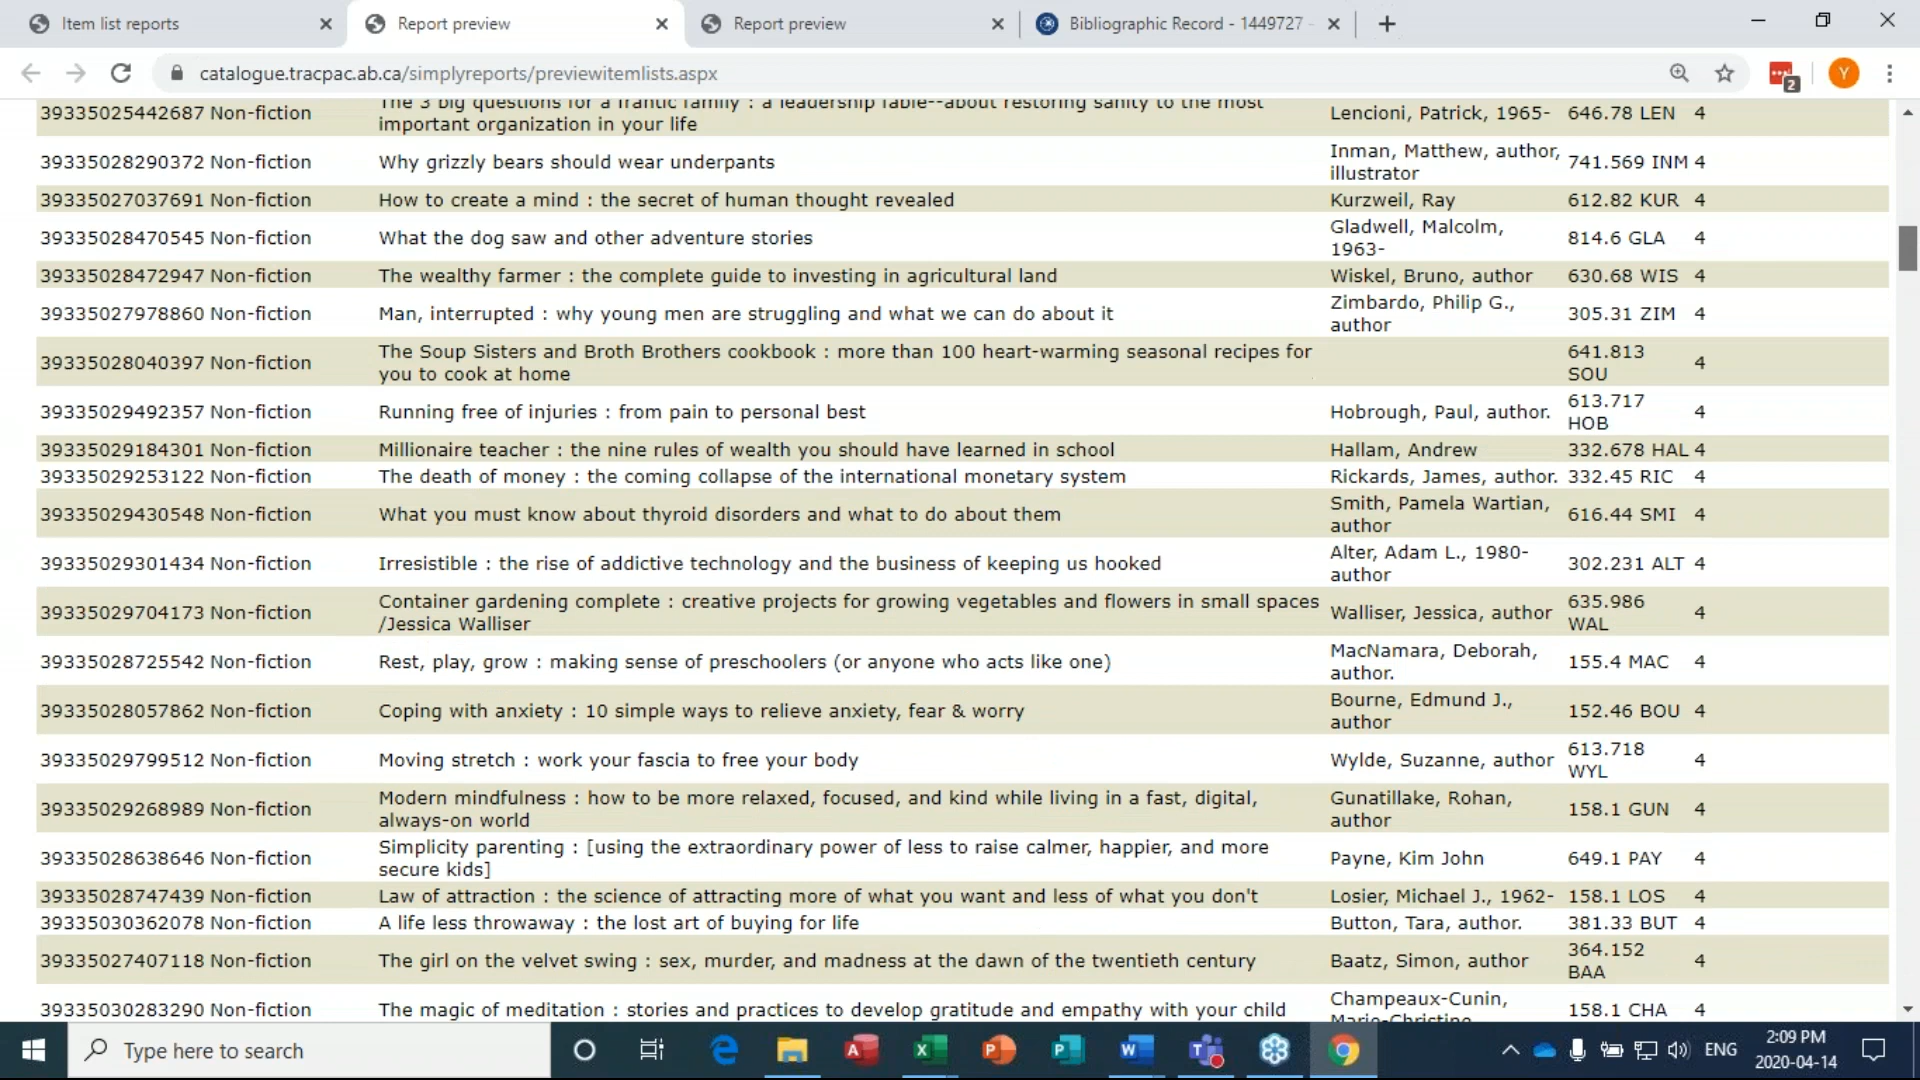 Item list reports
Report preview
Report preview
Bibliographic Record - 1449727 -
catalogue.tracpac.ab.ca/simplyreports/previewitemlists.aspx
2
Y
39335025442687 Non-fiction The 3 big questions for a frantic family : a leadership fable--about restoring sanity to the most important organization in your life Lencioni, Patrick, 1965- 646.78 LEN 4
39335028290372 Non-fiction Why grizzly bears should wear underpants Inman, Matthew, author, illustrator 741.569 INM 4
39335027037691 Non-fiction How to create a mind : the secret of human thought revealed Kurzweil, Ray 612.82 KUR 4
39335028470545 Non-fiction What the dog saw and other adventure stories Gladwell, Malcolm, 1963- 814.6 GLA 4
39335028472947 Non-fiction The wealthy farmer : the complete guide to investing in agricultural land Wiskel, Bruno, author 630.68 WIS 4
39335027978860 Non-fiction Man, interrupted : why young men are struggling and what we can do about it Zimbardo, Philip G., author 305.31 ZIM 4
39335028040397 Non-fiction The Soup Sisters and Broth Brothers cookbook : more than 100 heart-warming seasonal recipes for you to cook at home 641.813 SOU 4
39335029492357 Non-fiction Running free of injuries : from pain to personal best Hobrough, Paul, author. 613.717 HOB 4
39335029184301 Non-fiction Millionaire teacher : the nine rules of wealth you should have learned in school Hallam, Andrew 332.678 HAL 4
39335029253122 Non-fiction The death of money : the coming collapse of the international monetary system Rickards, James, author. 332.45 RIC 4
39335029430548 Non-fiction What you must know about thyroid disorders and what to do about them Smith, Pamela Wartian, author 616.44 SMI 4
39335029301434 Non-fiction Irresistible : the rise of addictive technology and the business of keeping us hooked Alter, Adam L., 1980- author 302.231 ALT 4
39335029704173 Non-fiction Container gardening complete : creative projects for growing vegetables and flowers in small spaces /Jessica Walliser Walliser, Jessica, author 635.986 WAL 4
39335028725542 Non-fiction Rest, play, grow : making sense of preschoolers (or anyone who acts like one) MacNamara, Deborah, author. 155.4 MAC 4
39335028057862 Non-fiction Coping with anxiety : 10 simple ways to relieve anxiety, fear & worry Bourne, Edmund J., author 152.46 BOU 4
39335029799512 Non-fiction Moving stretch : work your fascia to free your body Wylde, Suzanne, author 613.718 WYL 4
39335029268989 Non-fiction Modern mindfulness : how to be more relaxed, focused, and kind while living in a fast, digital, always-on world Gunatillake, Rohan, author 158.1 GUN 4
39335028638646 Non-fiction Simplicity parenting : [using the extraordinary power of less to raise calmer, happier, and more secure kids] Payne, Kim John 649.1 PAY 4
39335028747439 Non-fiction Law of attraction : the science of attracting more of what you want and less of what you don't Losier, Michael J., 1962- 158.1 LOS 4
39335030362078 Non-fiction A life less throwaway : the lost art of buying for life Button, Tara, author. 381.33 BUT 4
39335027407118 Non-fiction The girl on the velvet swing : sex, murder, and madness at the dawn of the twentieth century Baatz, Simon, author 364.152 BAA 4
39335030283290 Non-fiction The magic of meditation : stories and practices to develop gratitude and empathy with your child Champeaux-Cunin, Marie-Christine 158.1 CHA 4
Type here to search
ENG
2:09 PM
2020-04-14